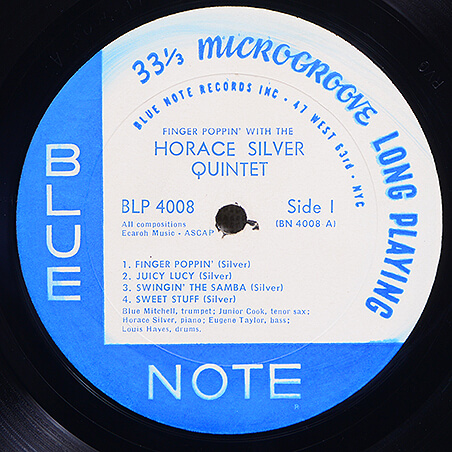 33 1/3 MICROGROOVE LONG PLAYING
BLUE NOTE RECORDS INC • 47 WEST 63rd • NYC
FINGER POPPIN' WITH THE
HORACE SILVER
QUINTET
BLP 4008
Side 1
All compositions
Ecaroh Music - ASCAP
(BN 4008-A)
1. FINGER POPPIN' (Silver)
2. JUICY LUCY (Silver)
3. SWINGIN' THE SAMBA (Silver)
4. SWEET STUFF (Silver)
Blue Mitchell, trumpet; Junior Cook, tenor sax;
Horace Silver, piano; Eugene Taylor, bass;
Louis Hayes, drums.
BLUE
NOTE
®